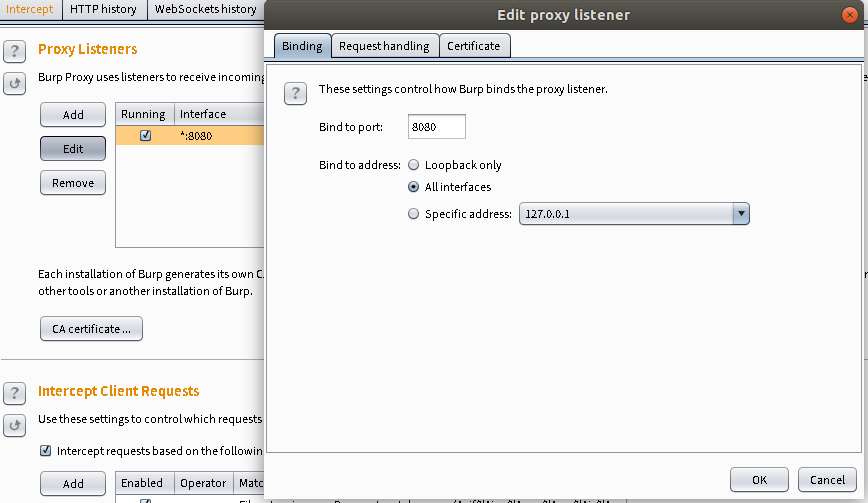 Intercept HTTP history WebSockets history
Edit proxy listener
Proxy Listeners
Burp Proxy uses listeners to receive incoming
Add
Edit
Remove
Running Interface
*:8080
Each installation of Burp generates its own C
other tools or another installation of Burp.
CA certificate ...
Intercept Client Requests
Use these settings to control which requests
Intercept requests based on the followin
Add
Enabled Operator Matc
Binding Request handling Certificate
These settings control how Burp binds the proxy listener.
Bind to port: 8080
Bind to address: Loopback only
All interfaces
Specific address: 127.0.0.1
OK Cancel